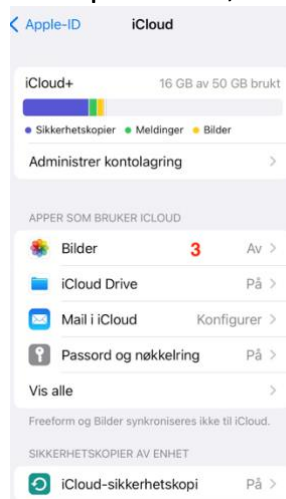 Apple-ID iCloud
iCloud+ 16 GB av 50 GB brukt
Sikkerhetskopier Meldinger Bilder
Administrer kontolagring
APPER SOM BRUKER ICLOUD
Bilder 3 Av
iCloud Drive På
Mail i iCloud Konfigurer
Passord og nøkkelring På
Vis alle
Freeform og Bilder synkroniseres ikke til iCloud.
SIKKERHETSKOPIER AV ENHET
iCloud-sikkerhetskopi På